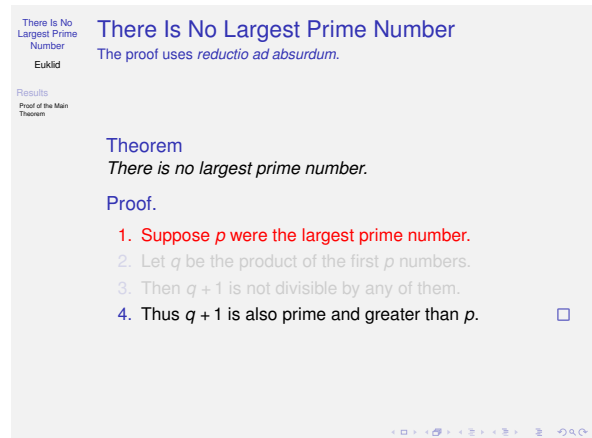 There Is No
Largest Prime
Number
Euklid
Results
Proof of the Main
Theorem
There Is No Largest Prime Number
The proof uses reductio ad absurdum.
Theorem
There is no largest prime number.
Proof.
1. Suppose p were the largest prime number.
2. Let q be the product of the first p numbers.
3. Then q + 1 is not divisible by any of them.
4. Thus q + 1 is also prime and greater than p.